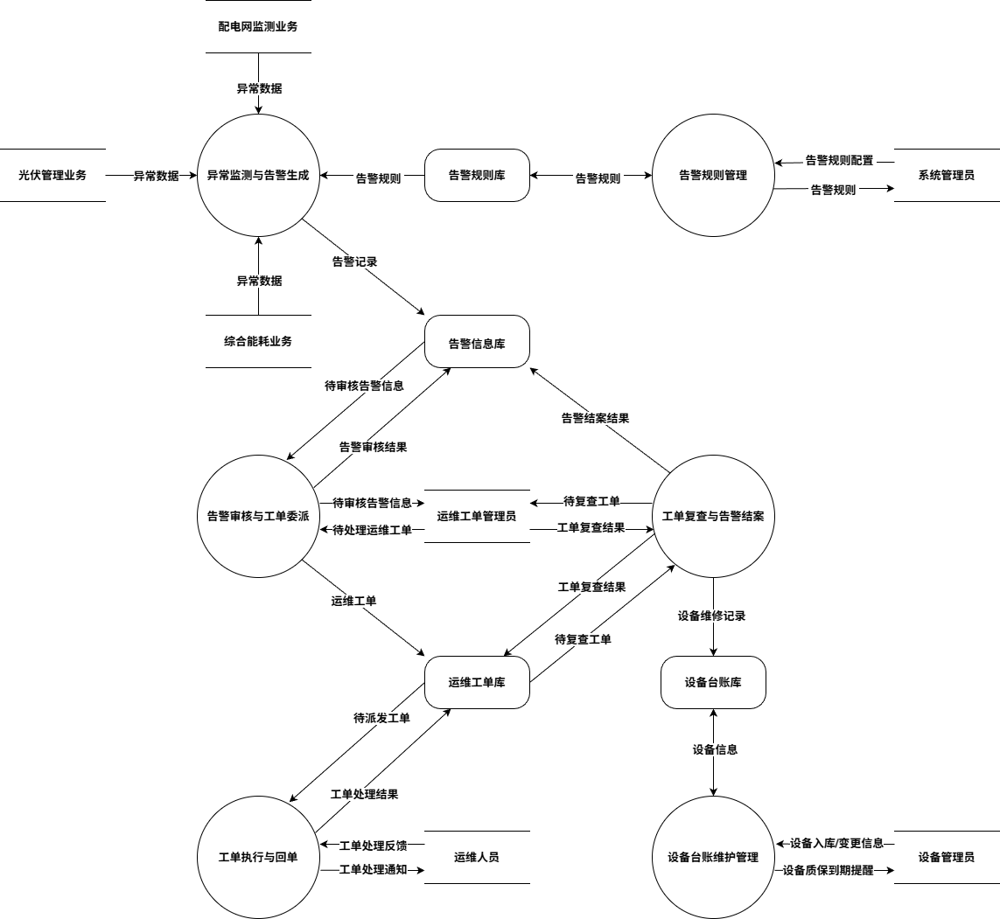 配电网监测业务
异常数据
光伏管理业务
异常数据
异常监测与告警生成
告警规则
告警规则库
告警规则
告警规则管理
告警规则配置
告警规则
系统管理员
告警记录
异常数据
综合能耗业务
告警信息库
待审核告警信息
告警审核结果
告警结案结果
告警审核与工单委派
待审核告警信息
待处理运维工单
运维工单管理员
待复查工单
工单复查结果
工单复查与告警结案
运维工单
工单复查结果
待复查工单
设备维修记录
运维工单库
设备台账库
待派发工单
设备信息
工单处理结果
工单执行与回单
工单处理反馈
工单处理通知
运维人员
设备台账维护管理
设备入库/变更信息
设备质保到期提醒
设备管理员